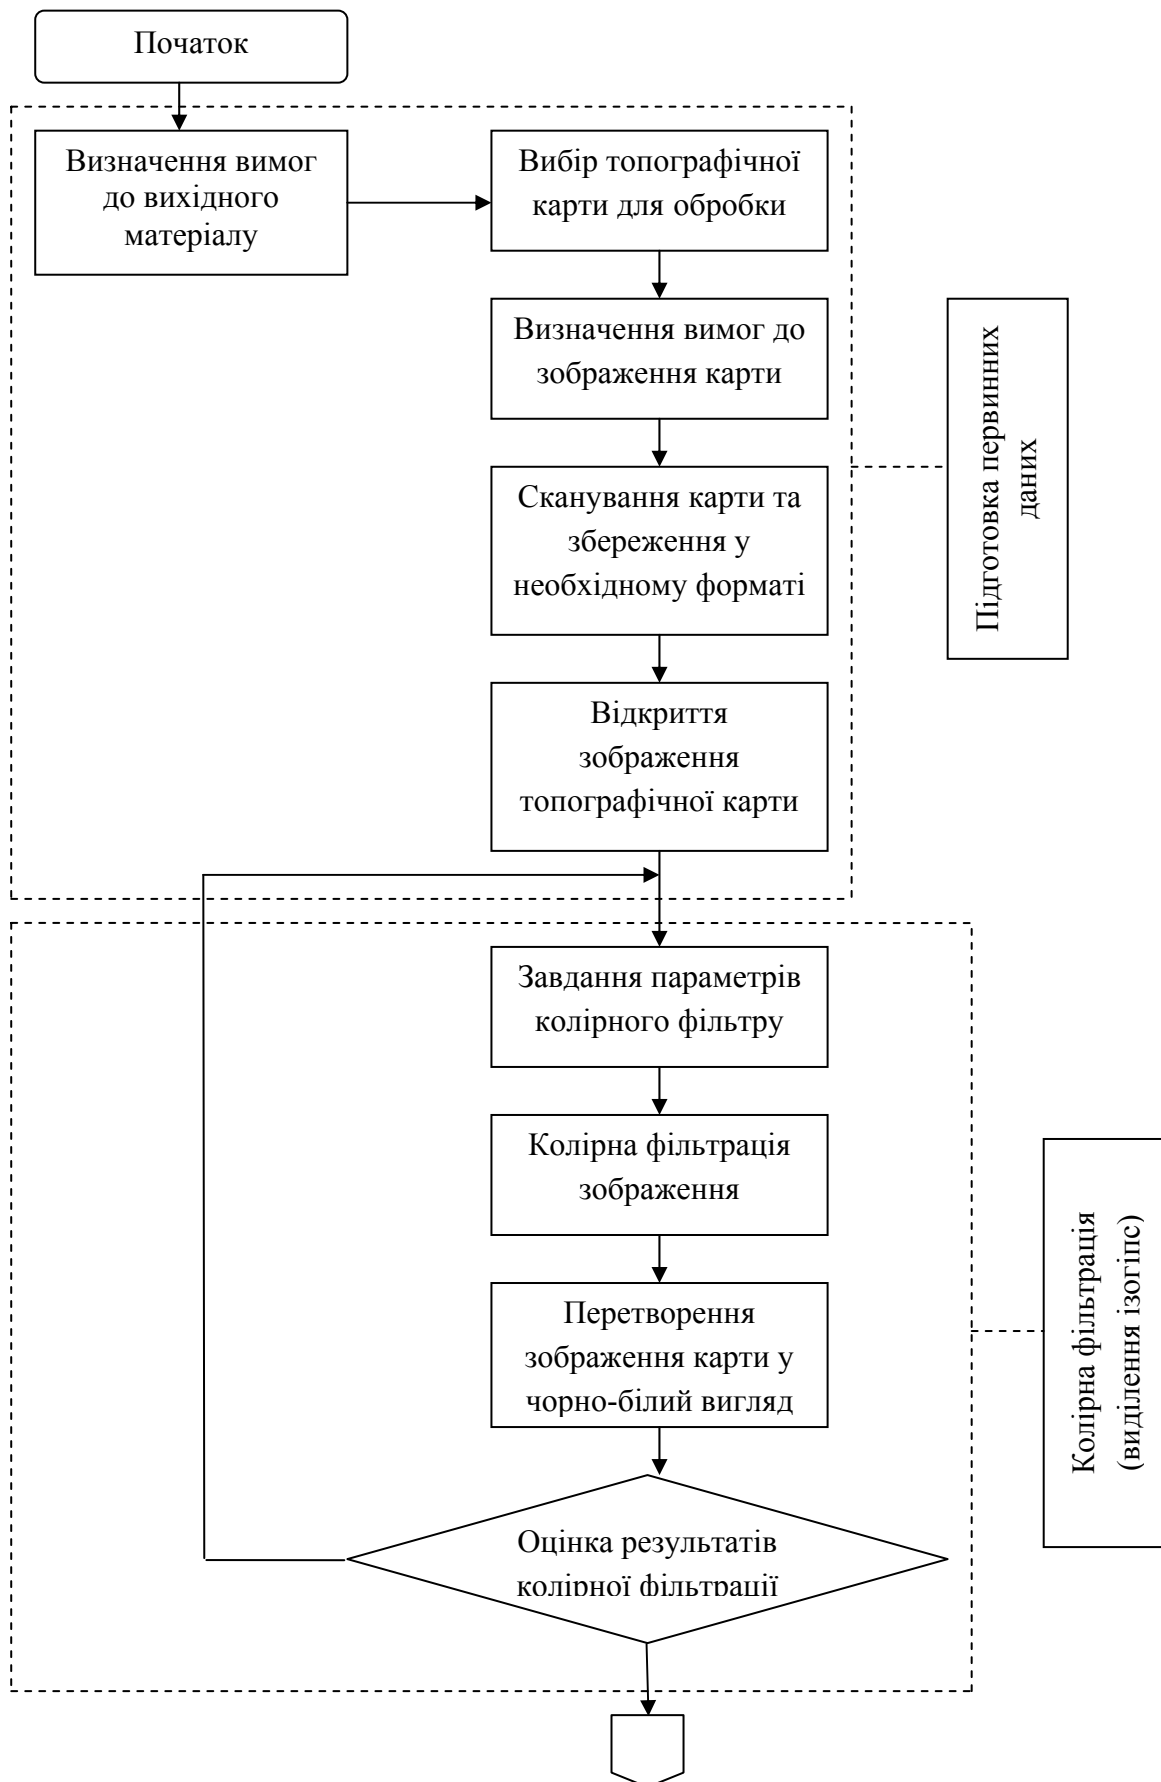 Початок
Визначення вимог
до вихідного
матеріалу
Вибір топографічної
карти для обробки
Визначення вимог до
зображення карти
Сканування карти та
збереження у
необхідному форматі
Відкриття
зображення
топографічної карти
Підготовка первинних
даних
Завдання параметрів
колірного фільтру
Колірна фільтрація
зображення
Перетворення
зображення карти у
чорно-білий вигляд
Оцінка результатів
колірної фільтрації
Колірна фільтрація
(виділення ізогіпс)